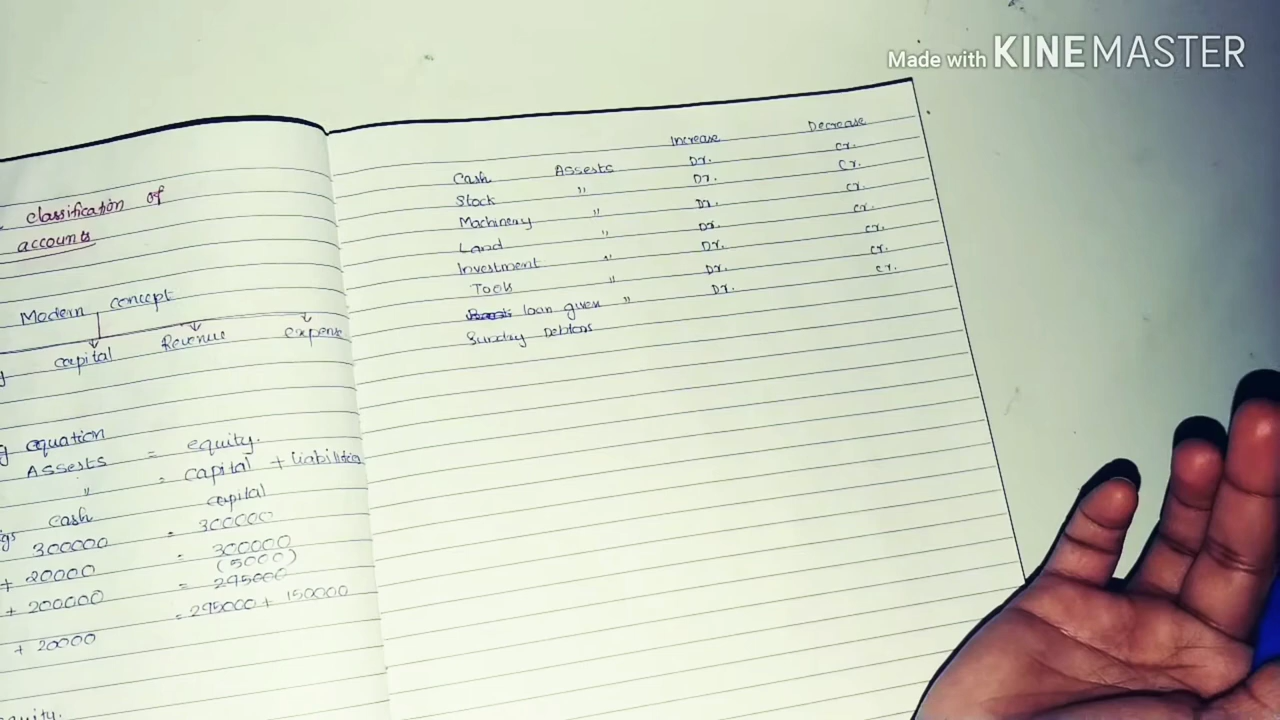 Made with KINEMASTER
classification of
accounts
Modern concept
capital Revenue expense
equation
Assests = equity.
" = capital + liabilities
cash capital
300000 = 300000
+ 20000 = 300000
(5000)
+ 200000 = 295000
= 295000 + 150000
+ 20000
Increase Decrease
Cash Assests Dr. Cr.
Stock " Dr. Cr.
Machinery " Dr. Cr.
Land " Dr. Cr.
Investment " Dr. Cr.
Tools " Dr. Cr.
loan given " Dr. Cr.
Sundry Debtors